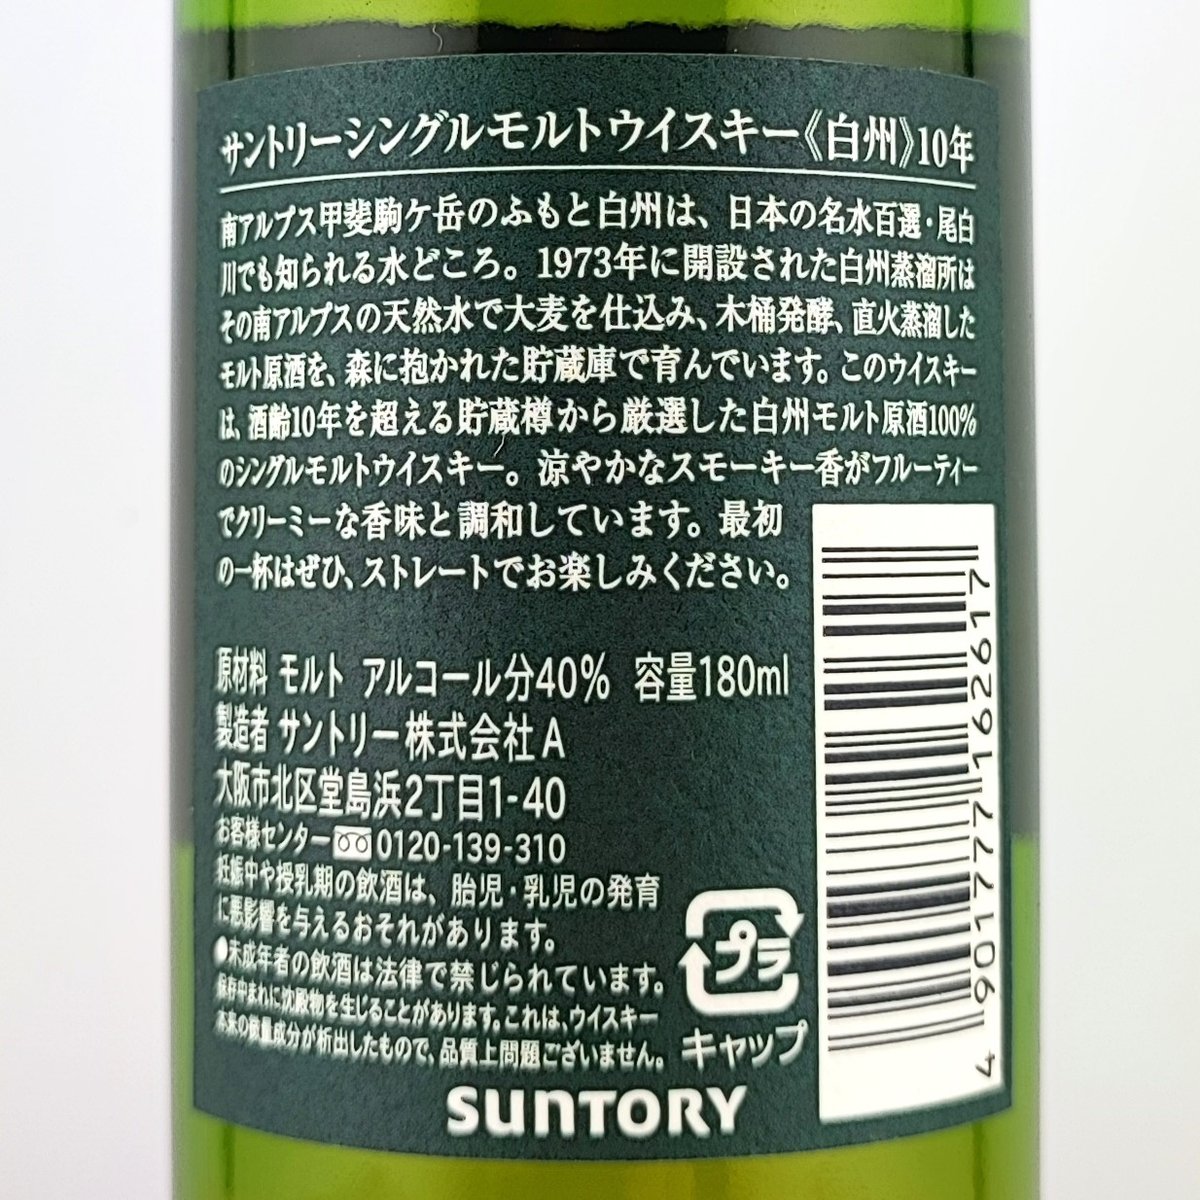 サントリーシングルモルトウイスキー《白州》10年
南アルプス甲斐駒ケ岳のふもと白州は、日本の名水百選・尾白
川でも知られる水どころ。1973年に開設された白州蒸溜所は
その南アルプスの天然水で大麦を仕込み、木桶発酵、直火蒸溜した
モルト原酒を、森に抱かれた貯蔵庫で育んでいます。このウイスキー
は、酒齢10年を超える貯蔵樽から厳選した白州モルト原酒100%
のシングルモルトウイスキー。涼やかなスモーキー香がフルーティー
でクリーミーな香味と調和しています。最初
の一杯はぜひ、ストレートでお楽しみください。
原材料 モルト アルコール分40% 容量180ml
製造者 サントリー株式会社A
大阪市北区堂島浜2丁目1-40
お客様センター 0120-139-310
妊娠中や授乳期の飲酒は、胎児・乳児の発育
に悪影響を与えるおそれがあります。
●未成年者の飲酒は法律で禁じられています。
保存中まれに沈殿物を生じることがあります。これは、ウイスキー
本来の微量成分が析出したもので、品質上問題ございません。
プラ
キャップ
SUNTORY
4 901777 162917